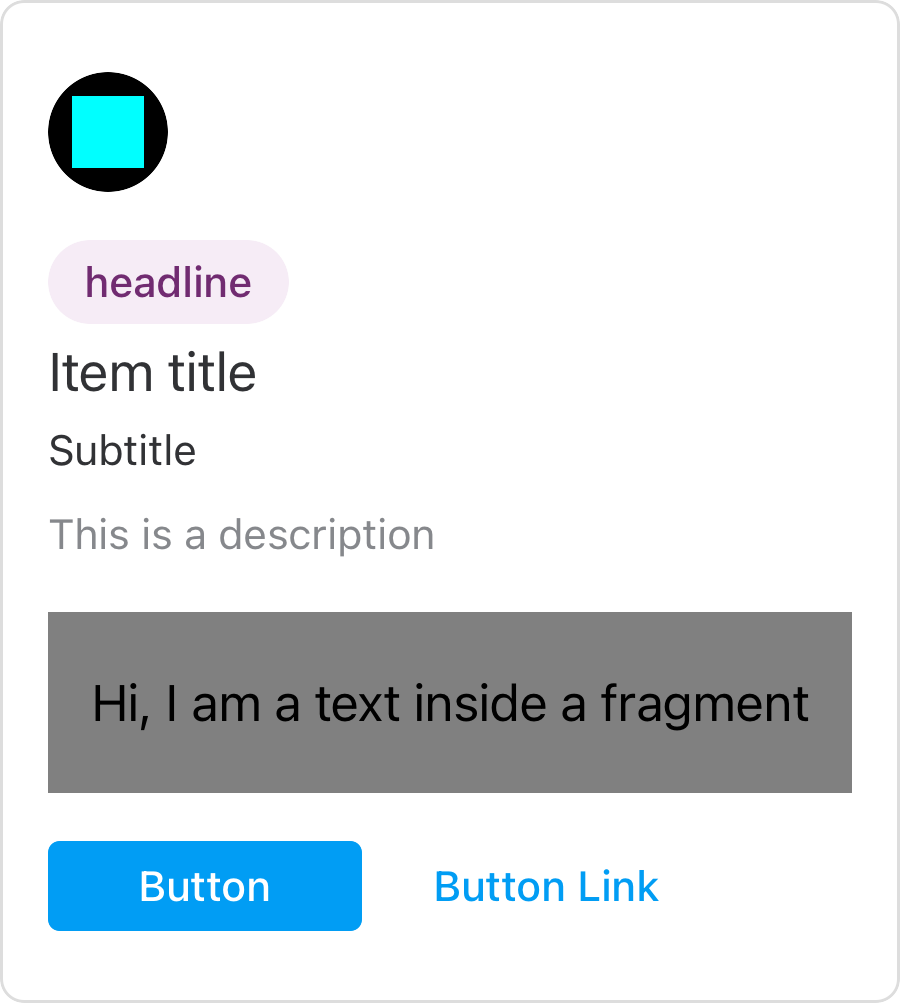 headline
Item title
Subtitle
This is a description
Hi, I am a text inside a fragment
Button
Button Link